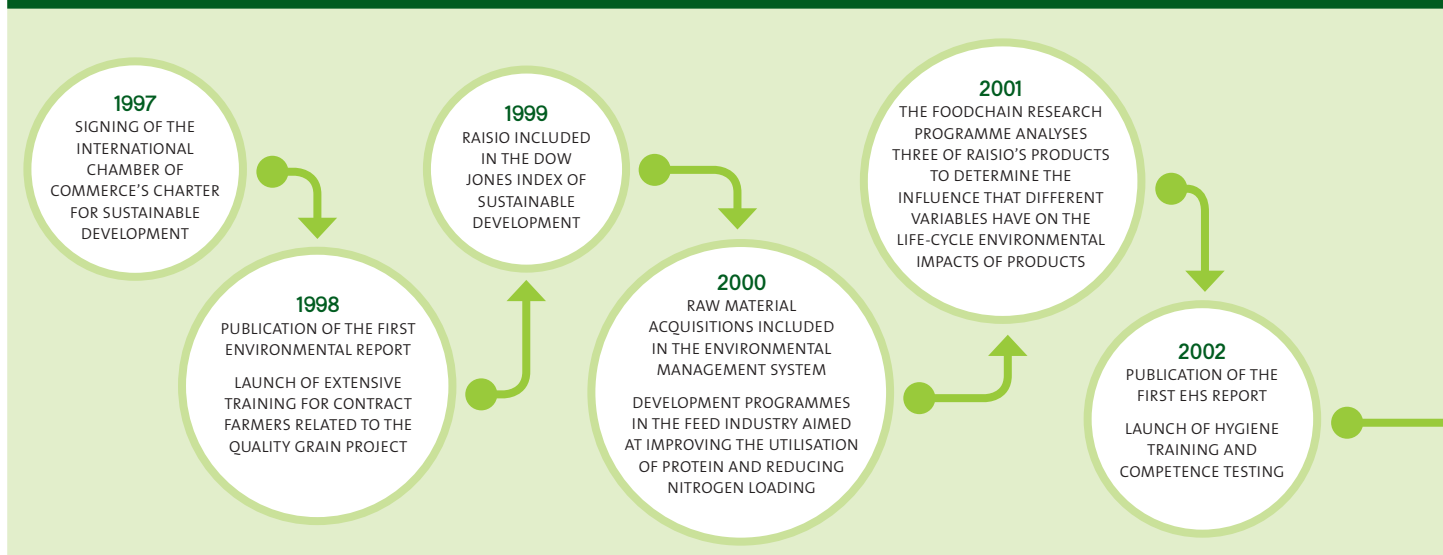 1997
SIGNING OF THE
INTERNATIONAL
CHAMBER OF
COMMERCE'S CHARTER
FOR SUSTAINABLE
DEVELOPMENT
1998
PUBLICATION OF THE FIRST
ENVIRONMENTAL REPORT
LAUNCH OF EXTENSIVE
TRAINING FOR CONTRACT
FARMERS RELATED TO THE
QUALITY GRAIN PROJECT
1999
RAISIO INCLUDED
IN THE DOW
JONES INDEX OF
SUSTAINABLE
DEVELOPMENT
2000
RAW MATERIAL
ACQUISITIONS INCLUDED
IN THE ENVIRONMENTAL
MANAGEMENT SYSTEM
DEVELOPMENT PROGRAMMES
IN THE FEED INDUSTRY AIMED
AT IMPROVING THE UTILISATION
OF PROTEIN AND REDUCING
NITROGEN LOADING
2001
THE FOODCHAIN RESEARCH
PROGRAMME ANALYSES
THREE OF RAISIO'S PRODUCTS
TO DETERMINE THE
INFLUENCE THAT DIFFERENT
VARIABLES HAVE ON THE
LIFE-CYCLE ENVIRONMENTAL
IMPACTS OF PRODUCTS
2002
PUBLICATION OF THE
FIRST EHS REPORT
LAUNCH OF HYGIENE
TRAINING AND
COMPETENCE TESTING